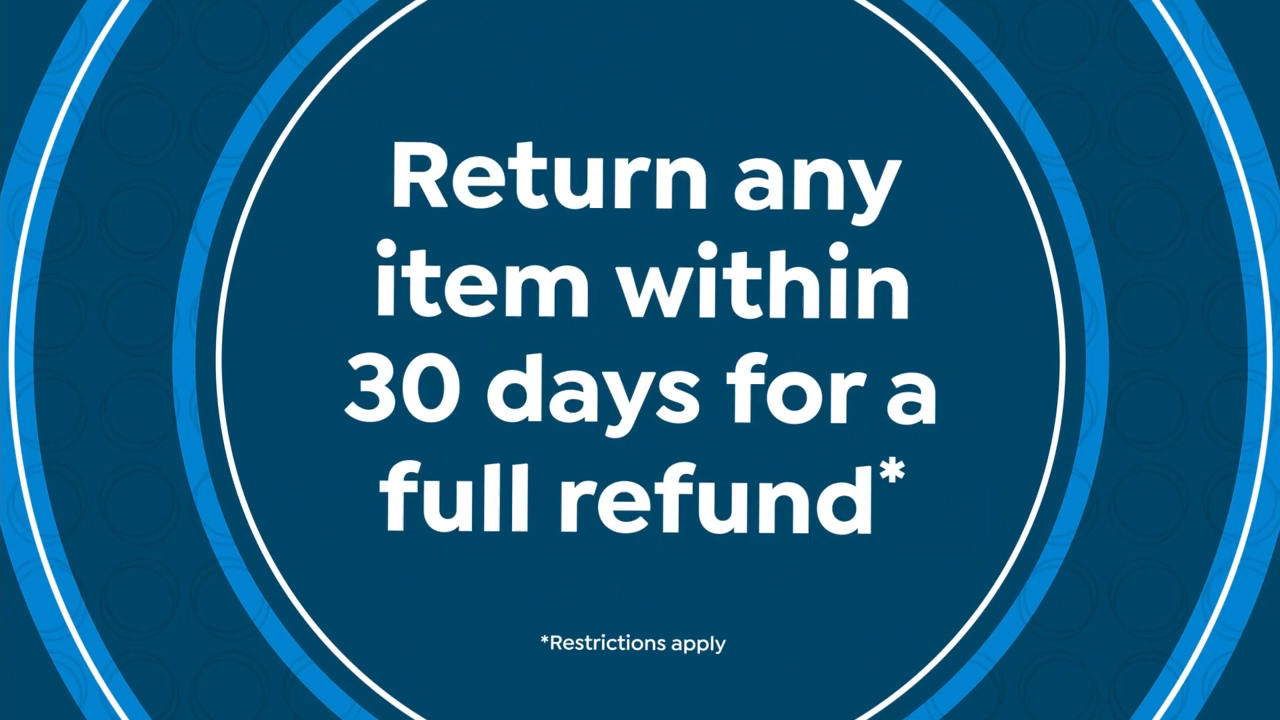 Return any
item within
30 days for a
full refund*
*Restrictions apply